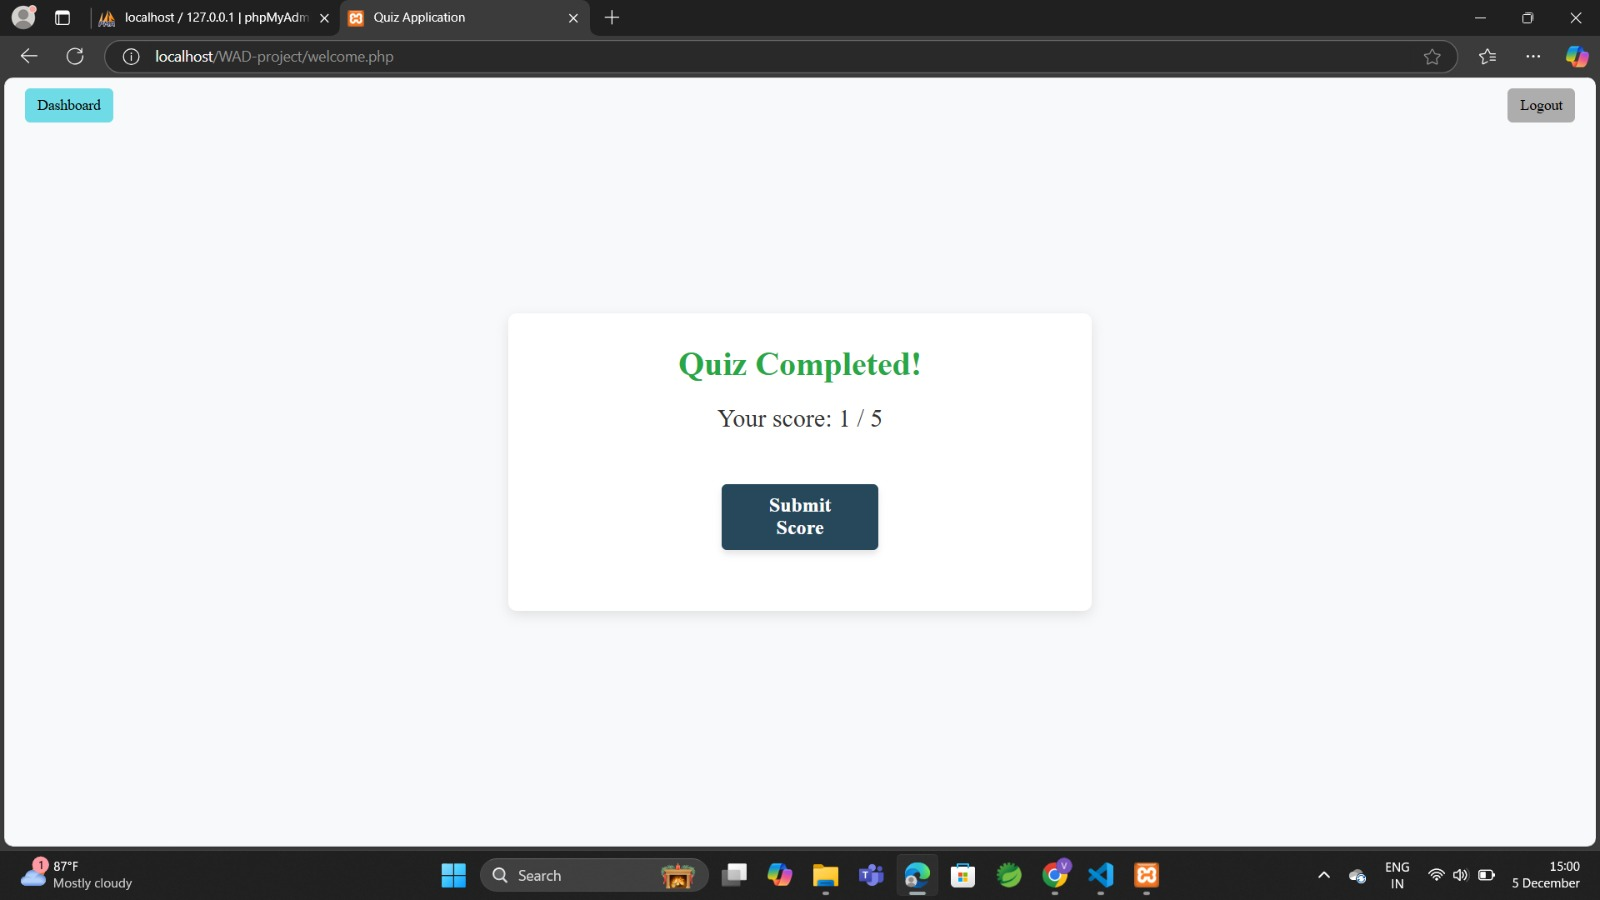 localhost / 127.0.0.1 | phpMyAdm
Quiz Application
localhost/WAD-project/welcome.php
Dashboard
Logout
Quiz Completed!
Your score: 1 / 5
Submit
Score
1
87°F
Mostly cloudy
Search
V
ENG
IN
15:00
5 December